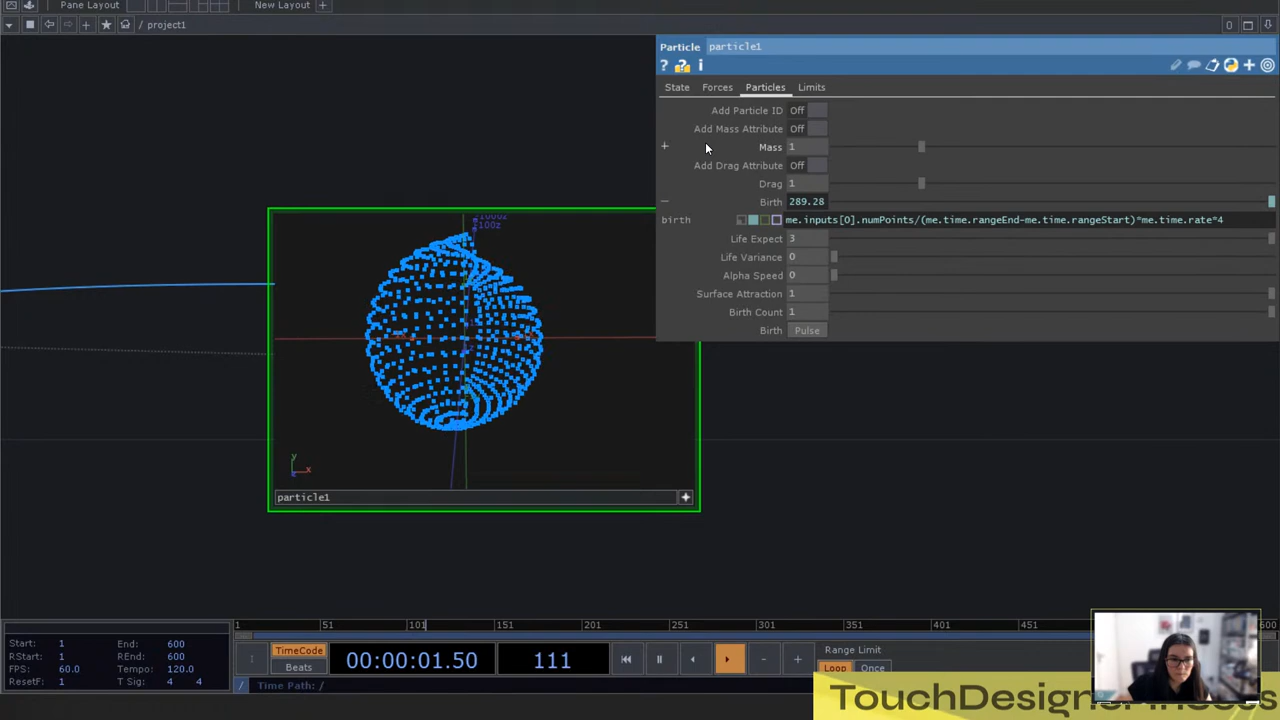 Pane Layout
New Layout +
/ project1
0
Particle particle1
? ? i
State Forces Particles Limits
Add Particle ID Off
Add Mass Attribute Off
+ Mass 1
Add Drag Attribute Off
Drag 1
Birth 289.28
birth me.inputs[0].numPoints/(me.time.rangeEnd-me.time.rangeStart)*me.time.rate*4
Life Expect 3
Life Variance 0
Alpha Speed 0
Surface Attraction 1
Birth Count 1
Birth Pulse
y
x
particle1
1 51 101 151 201 251 301 351 401 451
Start: 1 End: 600
RStart: 1 REnd: 600
FPS: 60.0 Tempo: 120.0
ResetF: 1 T Sig: 4 4
TimeCode
Beats
00:00:01.50
111
- +
Range Limit
Loop Once
/ Time Path: /